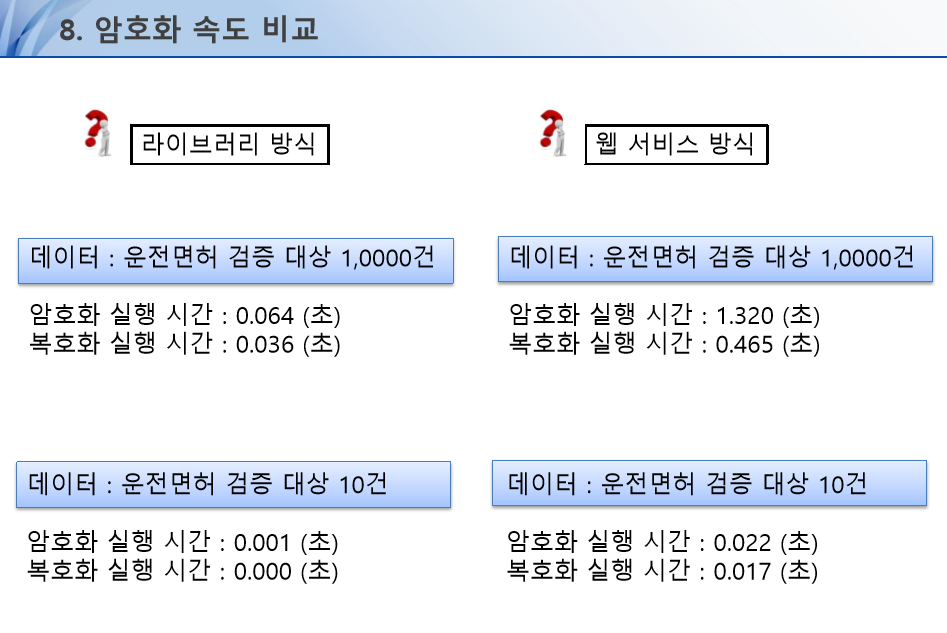 8. 암호화 속도 비교
라이브러리 방식
데이터 : 운전면허 검증 대상 1,0000건
암호화 실행 시간 : 0.064 (초)
복호화 실행 시간 : 0.036 (초)
데이터 : 운전면허 검증 대상 10건
암호화 실행 시간 : 0.001 (초)
복호화 실행 시간 : 0.000 (초)
웹 서비스 방식
데이터 : 운전면허 검증 대상 1,0000건
암호화 실행 시간 : 1.320 (초)
복호화 실행 시간 : 0.465 (초)
데이터 : 운전면허 검증 대상 10건
암호화 실행 시간 : 0.022 (초)
복호화 실행 시간 : 0.017 (초)